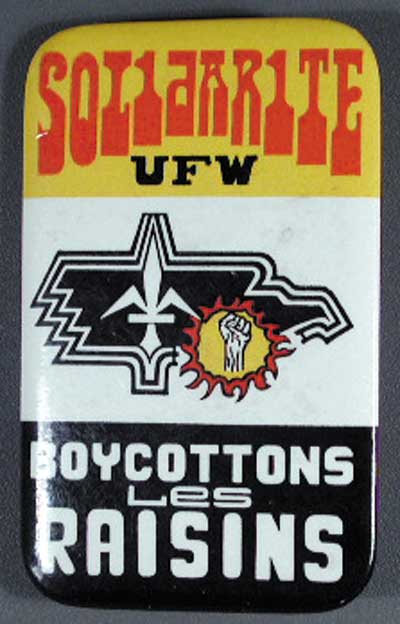 SOLIdaRITE
UFW
BOYCOTTONS
Les
RAISINS